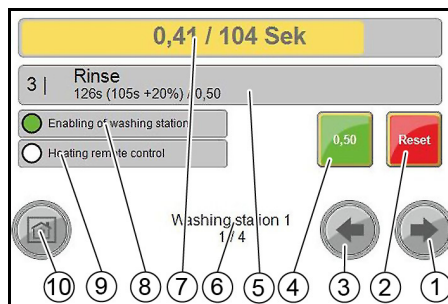 0,41 / 104 Sek
3 | Rinse
126s (105s +20%) / 0,50
Enabling of washing station
Heating remote control
0,50
Reset
Washing station 1
1 / 4
10 9 8 7 6 5 4 3 2 1